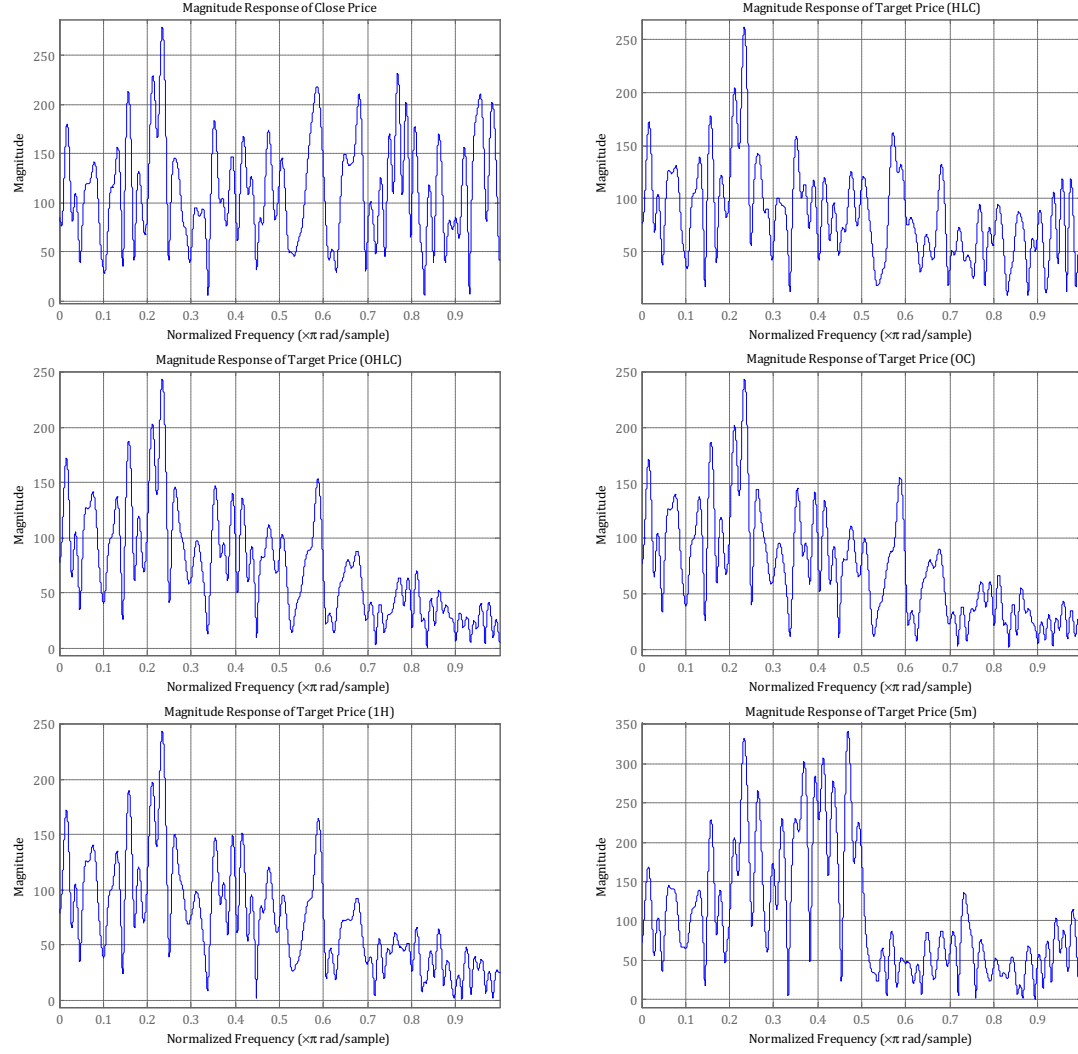 Magnitude Response of Close Price
300
250
200
150
100
50
0
Magnitude
0 0.1 0.2 0.3 0.4 0.5 0.6 0.7 0.8 0.9
Normalized Frequency (×π rad/sample)
Magnitude Response of Target Price (HLC)
250
200
150
100
50
Magnitude
0 0.1 0.2 0.3 0.4 0.5 0.6 0.7 0.8 0.9
Normalized Frequency (×π rad/sample)
Magnitude Response of Target Price (OHLC)
250
200
150
100
50
0
Magnitude
0 0.1 0.2 0.3 0.4 0.5 0.6 0.7 0.8 0.9
Normalized Frequency (×π rad/sample)
Magnitude Response of Target Price (OC)
250
200
150
100
50
0
Magnitude
0 0.1 0.2 0.3 0.4 0.5 0.6 0.7 0.8 0.9
Normalized Frequency (×π rad/sample)
Magnitude Response of Target Price (1H)
250
200
150
100
50
0
Magnitude
0 0.1 0.2 0.3 0.4 0.5 0.6 0.7 0.8 0.9
Normalized Frequency (×π rad/sample)
Magnitude Response of Target Price (5m)
350
300
250
200
150
100
50
0
Magnitude
0 0.1 0.2 0.3 0.4 0.5 0.6 0.7 0.8 0.9
Normalized Frequency (×π rad/sample)